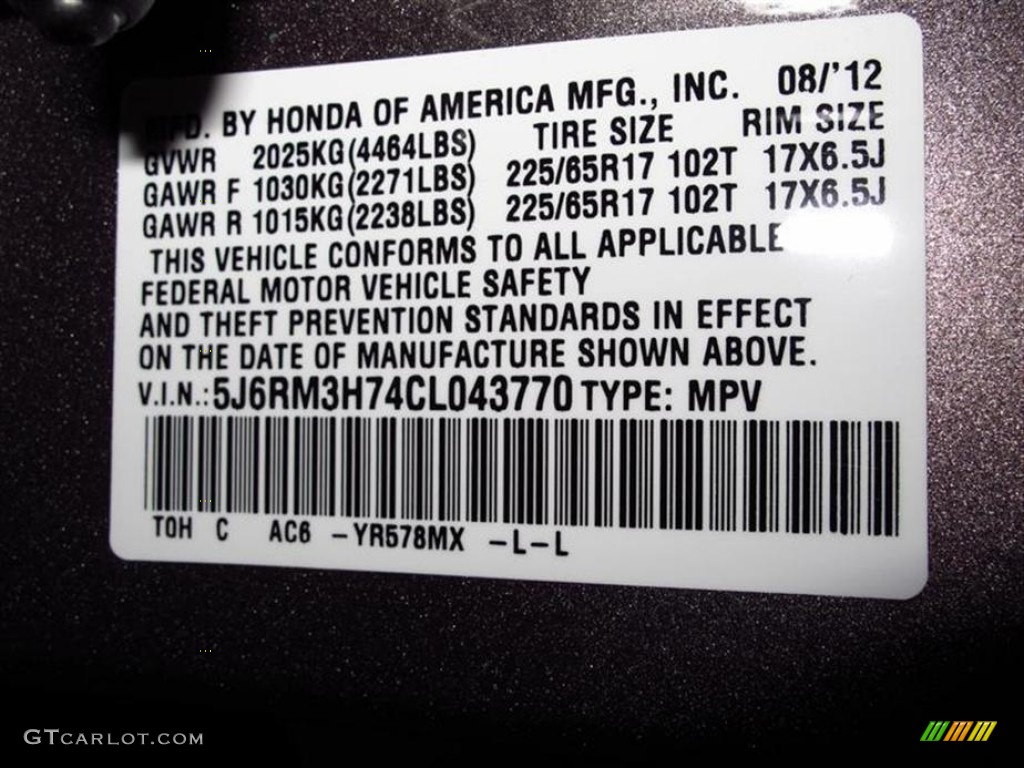 MFD. BY HONDA OF AMERICA MFG., INC. 08/'12
GVWR 2025KG(4464LBS) TIRE SIZE RIM SIZE
GAWR F 1030KG(2271LBS) 225/65R17 102T 17X6.5J
GAWR R 1015KG(2238LBS) 225/65R17 102T 17X6.5J
THIS VEHICLE CONFORMS TO ALL APPLICABLE
FEDERAL MOTOR VEHICLE SAFETY
AND THEFT PREVENTION STANDARDS IN EFFECT
ON THE DATE OF MANUFACTURE SHOWN ABOVE.
V.I.N.:5J6RM3H74CL043770 TYPE: MPV
TOH C AC6 -YR578MX -L-L
GTCARLOT.COM